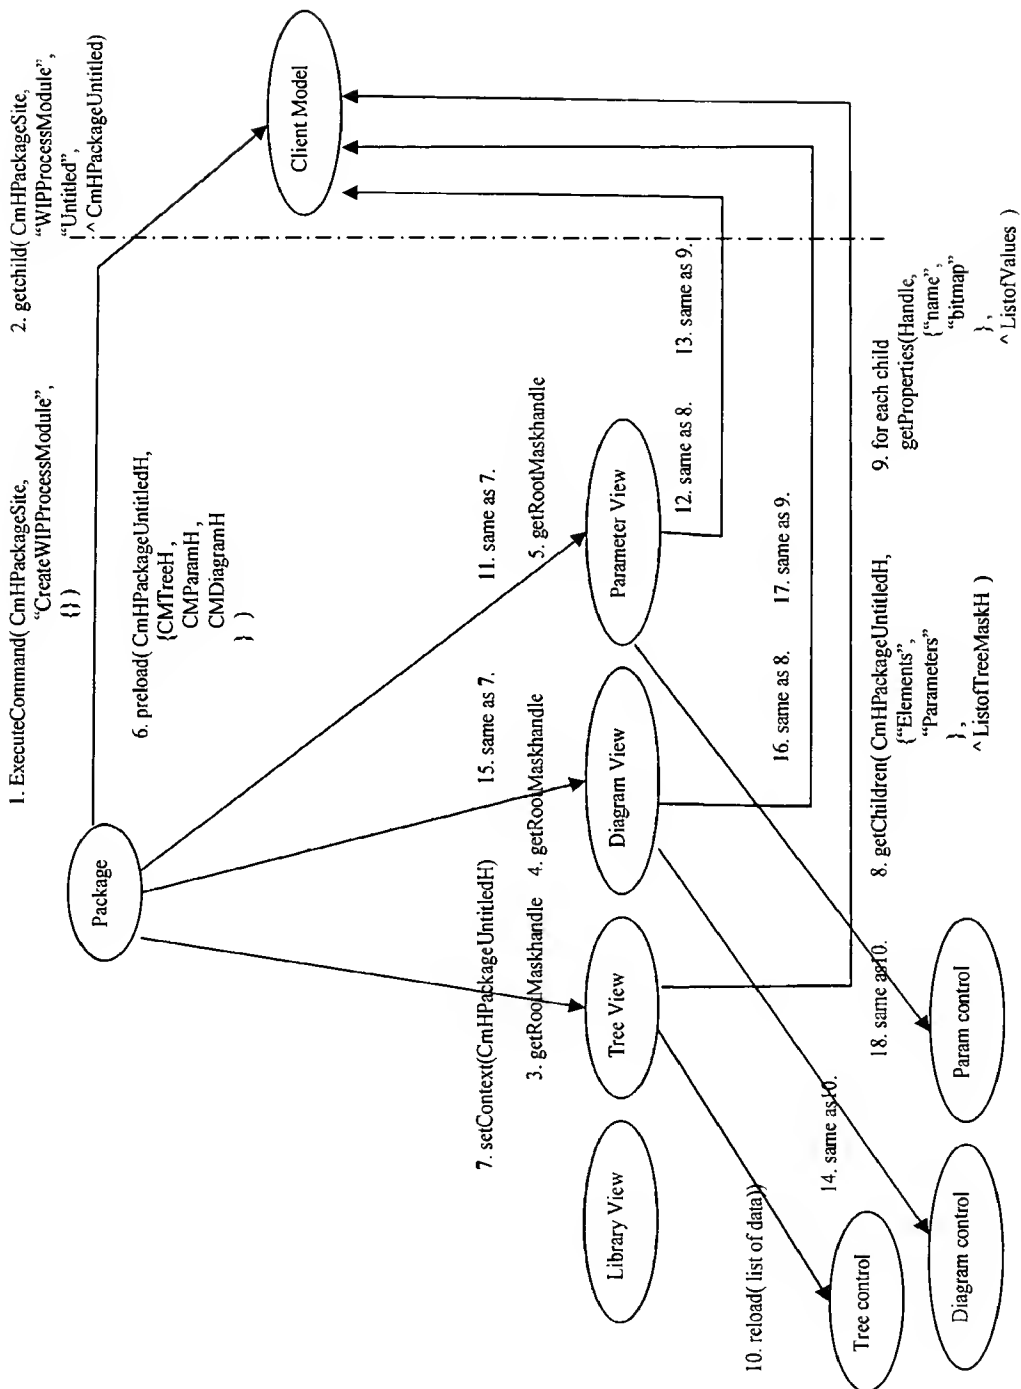 1. ExecuteCommand( CmHPackageSite,
"CreateWIPProcessModule",
{} )
2. getchild( CmHPackageSite,
"WIPProcessModule",
"Untitled",
^ CmHPackageUntitled)
Package
Client Model
6. preload( CmHPackageUntitledH,
{CMTreeH ,
CMParamH ,
CMDiagramH
} )
7. setContext(CmHPackageUntitledH)
15. same as 7.
11. same as 7.
3. getRootMaskhandle
4. getRootMaskhandle
5. getRootMaskhandle
Library View
Tree View
Diagram View
Parameter View
12. same as 8.
13. same as 9.
16. same as 8.
17. same as 9.
10. reload( list of data))
14. same as10.
18. same as10.
8. getChildren( CmHPackageUntitledH,
{"Elements",
"Parameters"
},
^ ListofTreeMaskH )
9. for each child
getProperties(Handle,
{"name",
"bitmap"
},
^ ListofValues )
Tree control
Diagram control
Param control